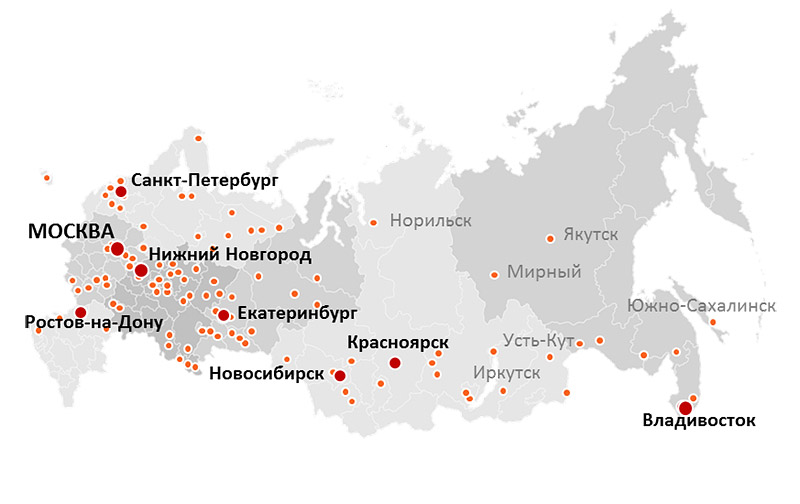 Санкт-Петербург
Норильск
МОСКВА
Якутск
Нижний Новгород
Мирный
Южно-Сахалинск
Екатеринбург
Ростов-на-Дону
Красноярск
Усть-Кут
Новосибирск
Иркутск
Владивосток